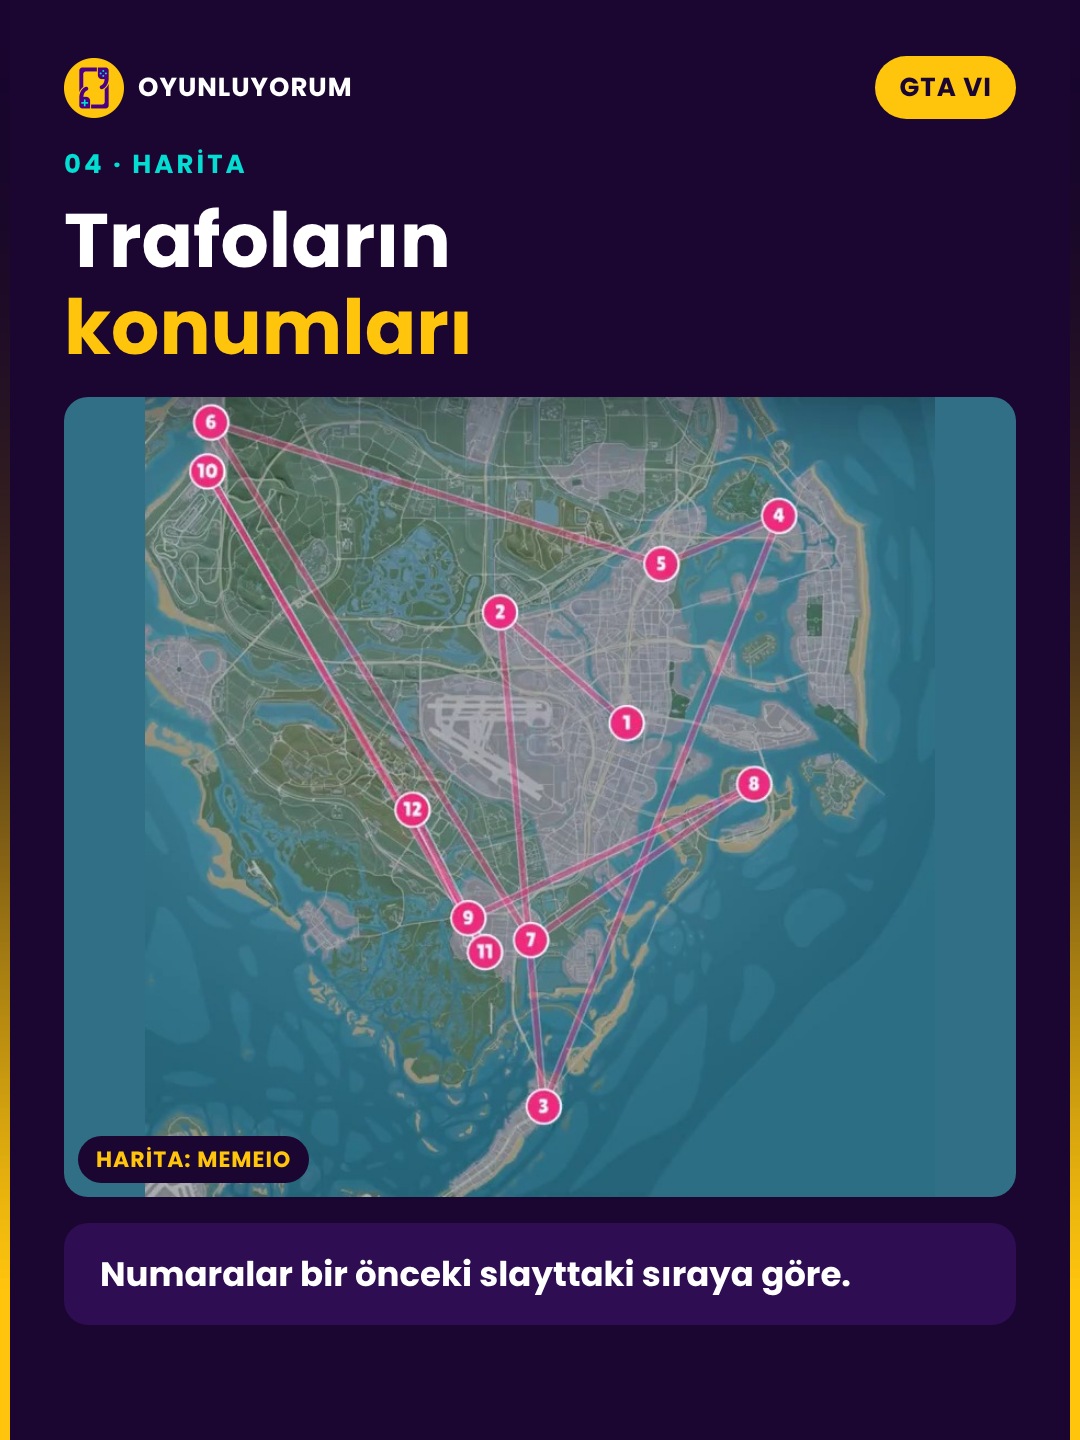 OYUNLUYORUM
GTA VI
04 · HARİTA
Trafoların
konumları
6
10
4
5
2
1
8
12
9
7
11
3
HARİTA: MEMEIO
Numaralar bir önceki slayttaki sıraya göre.